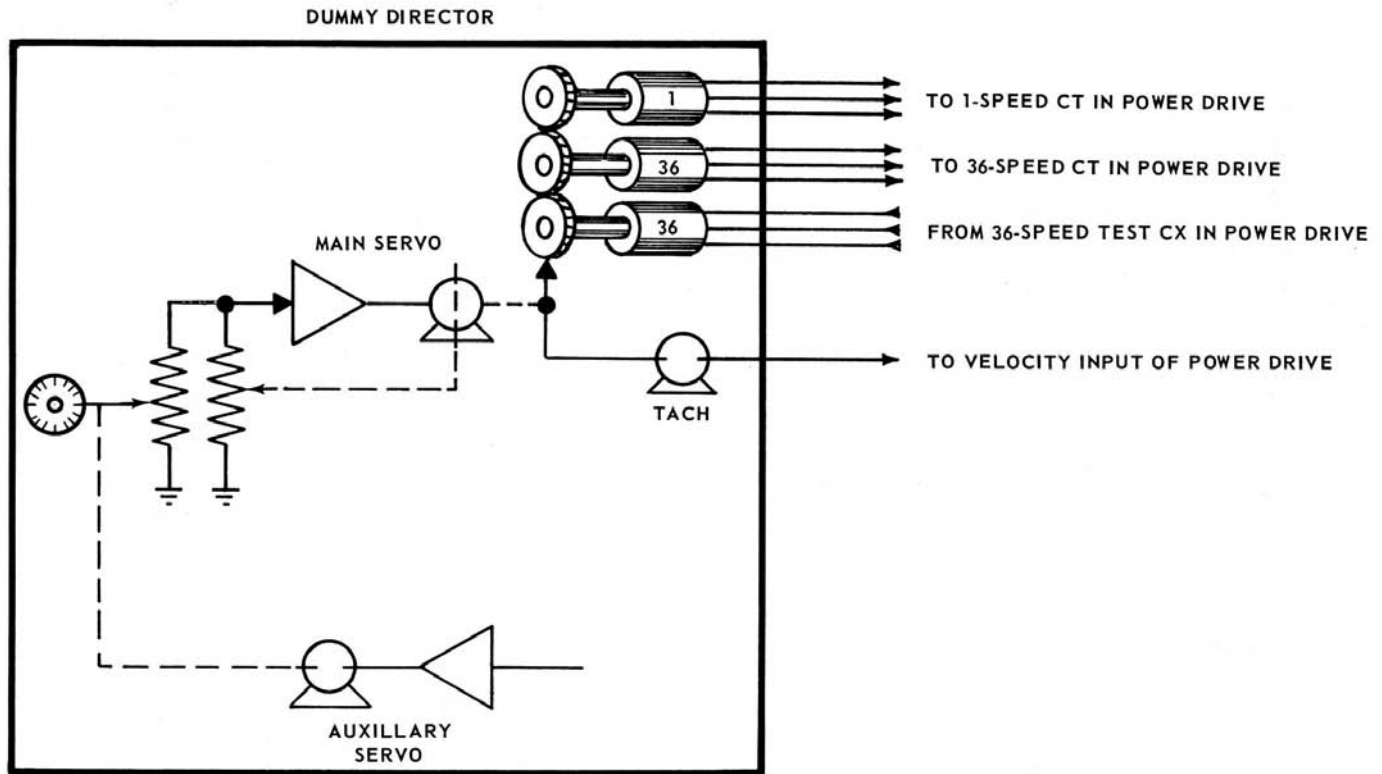 DUMMY DIRECTOR
1
TO 1-SPEED CT IN POWER DRIVE
36
TO 36-SPEED CT IN POWER DRIVE
36
FROM 36-SPEED TEST CX IN POWER DRIVE
MAIN SERVO
TO VELOCITY INPUT OF POWER DRIVE
TACH
AUXILLARY
SERVO